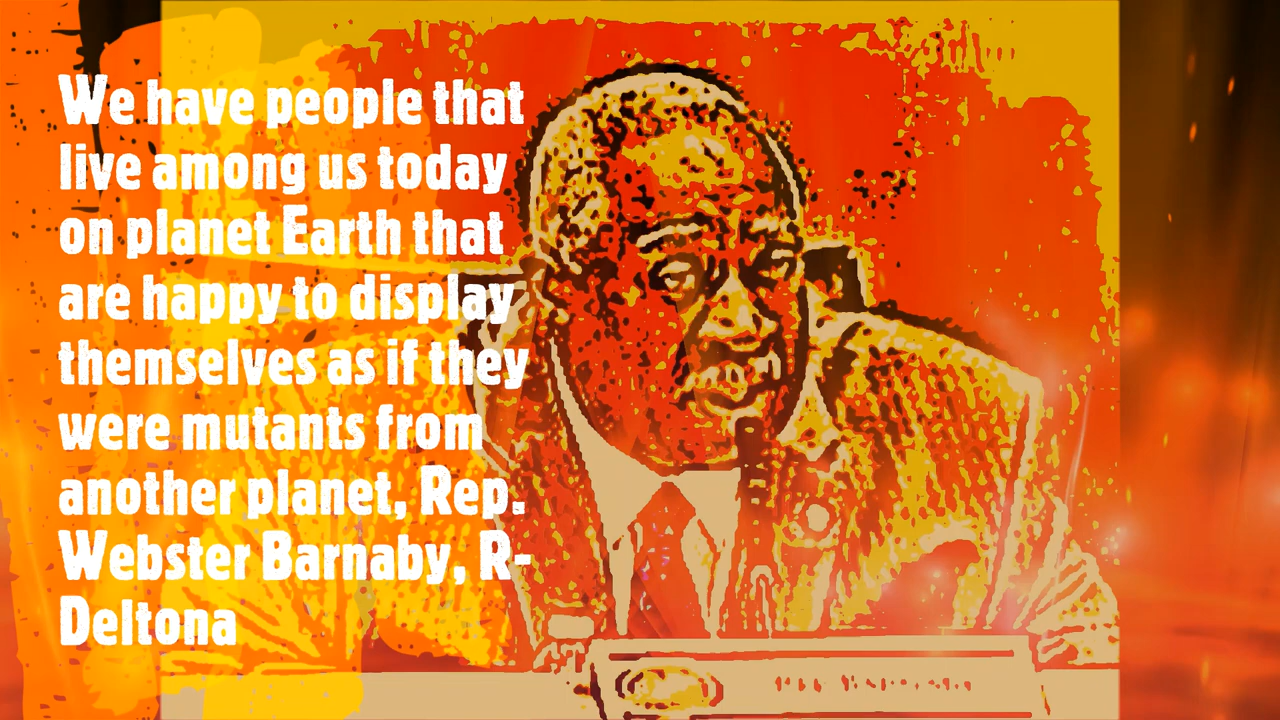 We have people that
live among us today
on planet Earth that
are happy to display
themselves as if they
were mutants from
another planet, Rep.
Webster Barnaby, R-
Deltona